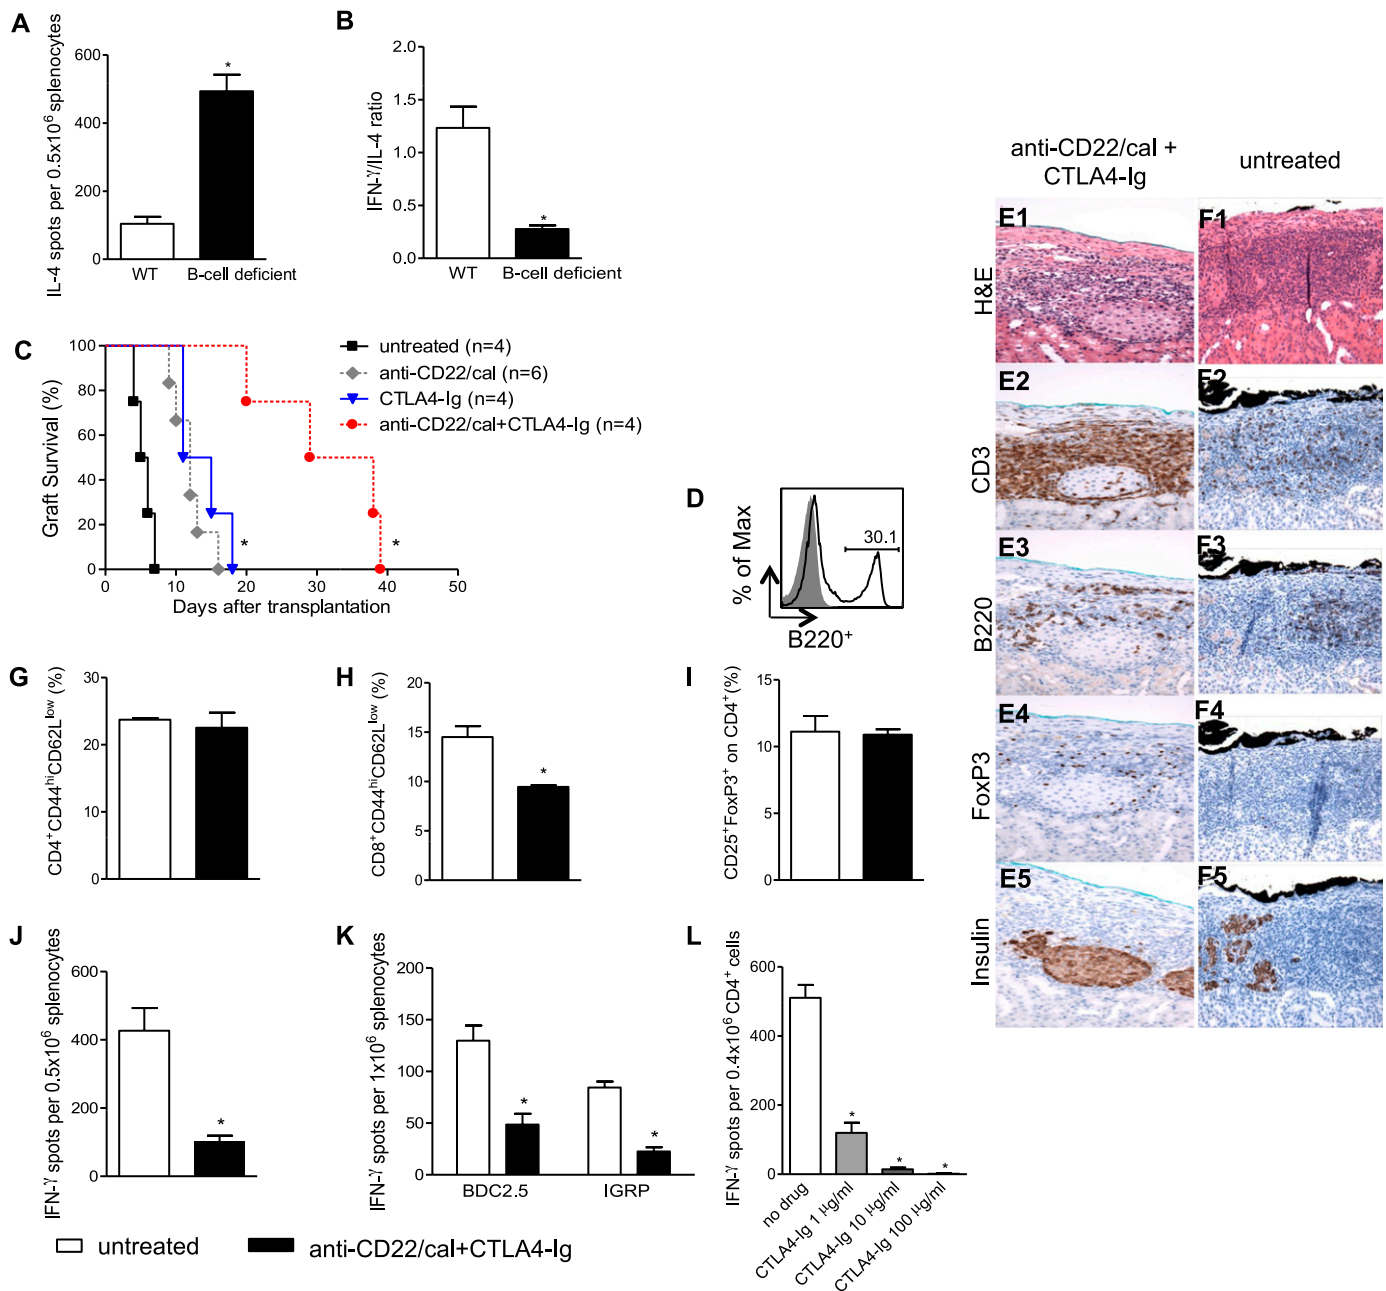 A
IL-4 spots per 0.5x10⁶ splenocytes
600
400
200
0
*
WT
B-cell deficient
B
IFN-γ/IL-4 ratio
2.0
1.5
1.0
0.5
0.0
*
WT
B-cell deficient
C
Graft Survival (%)
100
80
60
40
20
0
0
10
20
30
40
50
Days after transplantation
*
*
untreated (n=4)
anti-CD22/cal (n=6)
CTLA4-Ig (n=4)
anti-CD22/cal+CTLA4-Ig (n=4)
D
% of Max
30.1
B220⁺
anti-CD22/cal +
CTLA4-Ig
untreated
H&E
E1
F1
CD3
E2
F2
B220
E3
F3
FoxP3
E4
F4
Insulin
E5
F5
G
CD4⁺CD44ʰⁱCD62Lˡᵒʷ (%)
30
20
10
0
H
CD8⁺CD44ʰⁱCD62Lˡᵒʷ (%)
20
15
10
5
0
*
I
CD25⁺FoxP3⁺ on CD4⁺(%)
15
10
5
0
J
IFN-γ spots per 0.5x10⁶ splenocytes
600
400
200
0
*
K
IFN-γ spots per 1x10⁶ splenocytes
200
150
100
50
0
*
*
BDC2.5
IGRP
L
IFN-γ spots per 0.4x10⁶ CD4⁺ cells
600
400
200
0
*
*
*
no drug
CTLA4-Ig 1 µg/ml
CTLA4-Ig 10 µg/ml
CTLA4-Ig 100 µg/ml
untreated
anti-CD22/cal+CTLA4-Ig